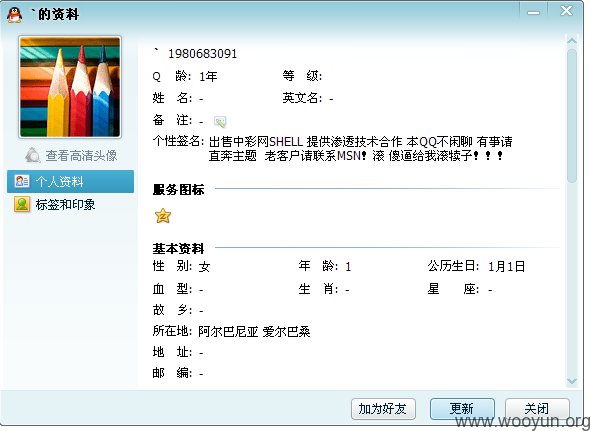 `的资料
` 1980683091
Q 龄: 1年 等 级:
姓 名: - 英文名: -
备 注: -
个性签名: 出售中彩网SHELL 提供渗透技术合作 本QQ不闲聊 有事请
直奔主题 老客户请联系MSN! 滚 傻逼给我滚犊子!!!
查看高清头像
个人资料
标签和印象
服务图标
基本资料
性 别: 女 年 龄: 1 公历生日: 1月1日
血 型: - 生 肖: - 星 座: -
故 乡: -
所在地: 阿尔巴尼亚 爱尔巴桑
地 址: -
邮 编: -
加为好友 更新 关闭
www.wooyun.org